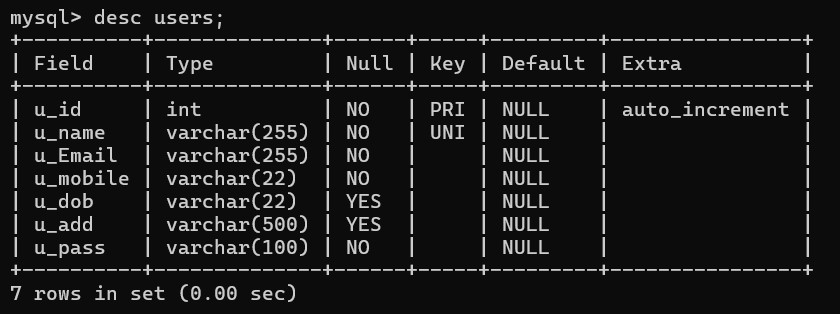 mysql> desc users;
+----------+--------------+------+-----+---------+----------------+
| Field    | Type         | Null | Key | Default | Extra          |
+----------+--------------+------+-----+---------+----------------+
| u_id     | int          | NO   | PRI | NULL    | auto_increment |
| u_name   | varchar(255) | NO   | UNI | NULL    |                |
| u_Email  | varchar(255) | NO   |     | NULL    |                |
| u_mobile | varchar(22)  | NO   |     | NULL    |                |
| u_dob    | varchar(22)  | YES  |     | NULL    |                |
| u_add    | varchar(500) | YES  |     | NULL    |                |
| u_pass   | varchar(100) | NO   |     | NULL    |                |
+----------+--------------+------+-----+---------+----------------+
7 rows in set (0.00 sec)